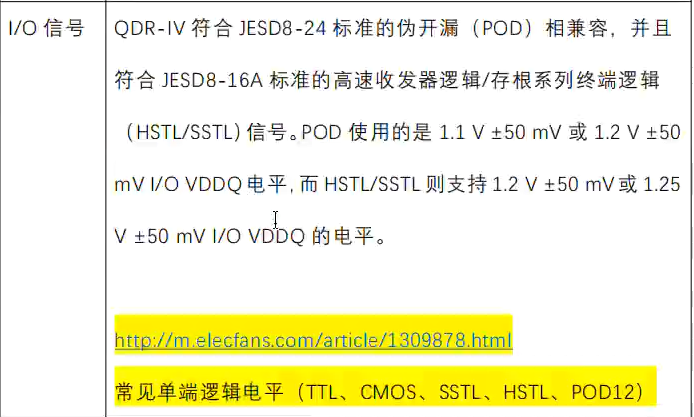 I/O 信号
QDR-IV 符合 JESD8-24 标准的伪开漏（POD）相兼容，并且
符合 JESD8-16A 标准的高速收发器逻辑/存根系列终端逻辑
（HSTL/SSTL) 信号。POD 使用的是 1.1 V ±50 mV 或 1.2 V ±50
mV I/O VDDQ 电平, 而 HSTL/SSTL 则支持 1.2 V ±50 mV 或 1.25
V ±50 mV I/O VDDQ 的电平。
http://m.elecfans.com/article/1309878.html
常见单端逻辑电平（TTL、CMOS、SSTL、HSTL、POD12）